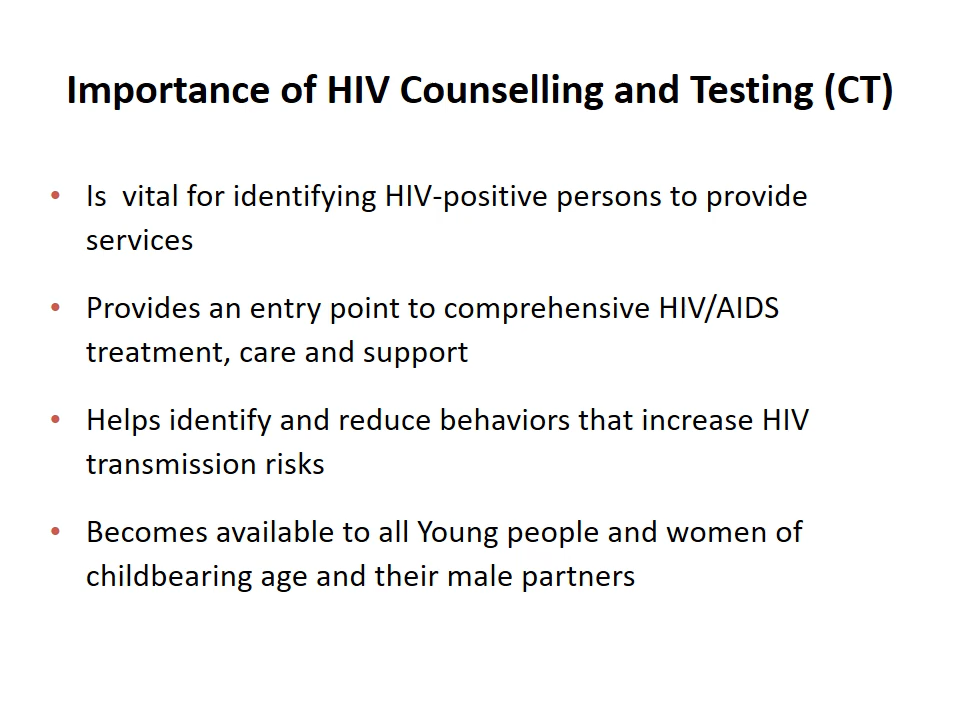 Importance of HIV Counselling and Testing (CT)
• Is  vital for identifying HIV-positive persons to provide
services
• Provides an entry point to comprehensive HIV/AIDS
treatment, care and support
• Helps identify and reduce behaviors that increase HIV
transmission risks
• Becomes available to all Young people and women of
childbearing age and their male partners